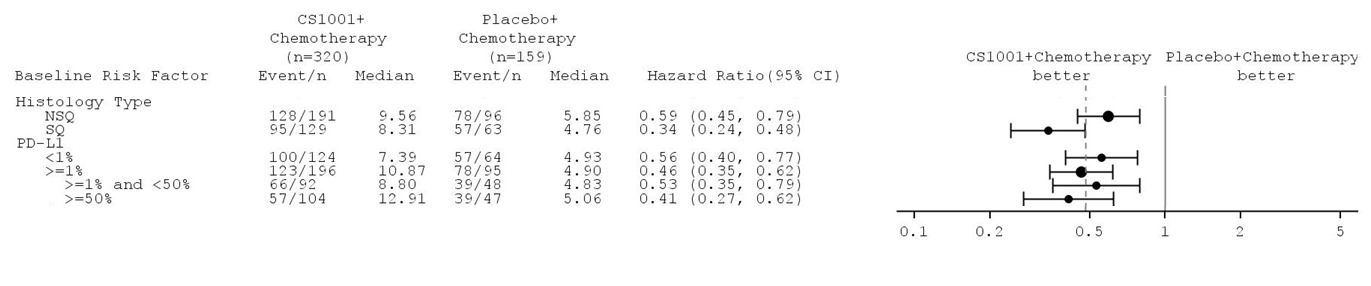 CS1001+ Placebo+
Chemotherapy Chemotherapy
(n=320) (n=159)
CS1001+Chemotherapy Placebo+Chemotherapy
Baseline Risk Factor Event/n Median Event/n Median Hazard Ratio(95% CI) better better
Histology Type
NSQ 128/191 9.56 78/96 5.85 0.59 (0.45, 0.79)
SQ 95/129 8.31 57/63 4.76 0.34 (0.24, 0.48)
PD-L1
<1% 100/124 7.39 57/64 4.93 0.56 (0.40, 0.77)
>=1% 123/196 10.87 78/95 4.90 0.46 (0.35, 0.62)
>=1% and <50% 66/92 8.80 39/48 4.83 0.53 (0.35, 0.79)
>=50% 57/104 12.91 39/47 5.06 0.41 (0.27, 0.62)
0.1 0.2 0.5 1 2 5